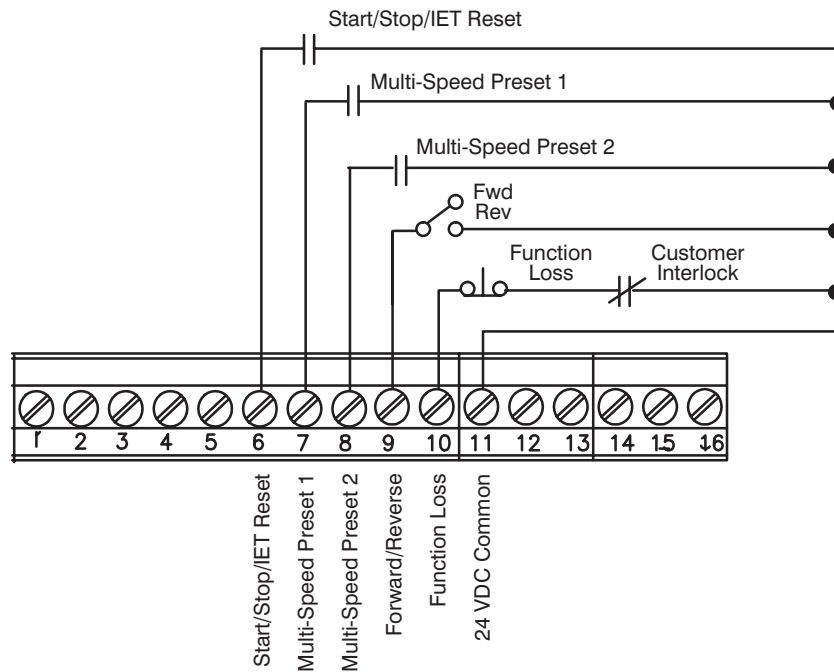 Start/Stop/IET Reset
Multi-Speed Preset 1
Multi-Speed Preset 2
Fwd
Rev
Function
Loss
Customer
Interlock
1 2 3 4 5 6 7 8 9 10 11 12 13 14 15 16
Start/Stop/IET Reset
Multi-Speed Preset 1
Multi-Speed Preset 2
Forward/Reverse
Function Loss
24 VDC Common